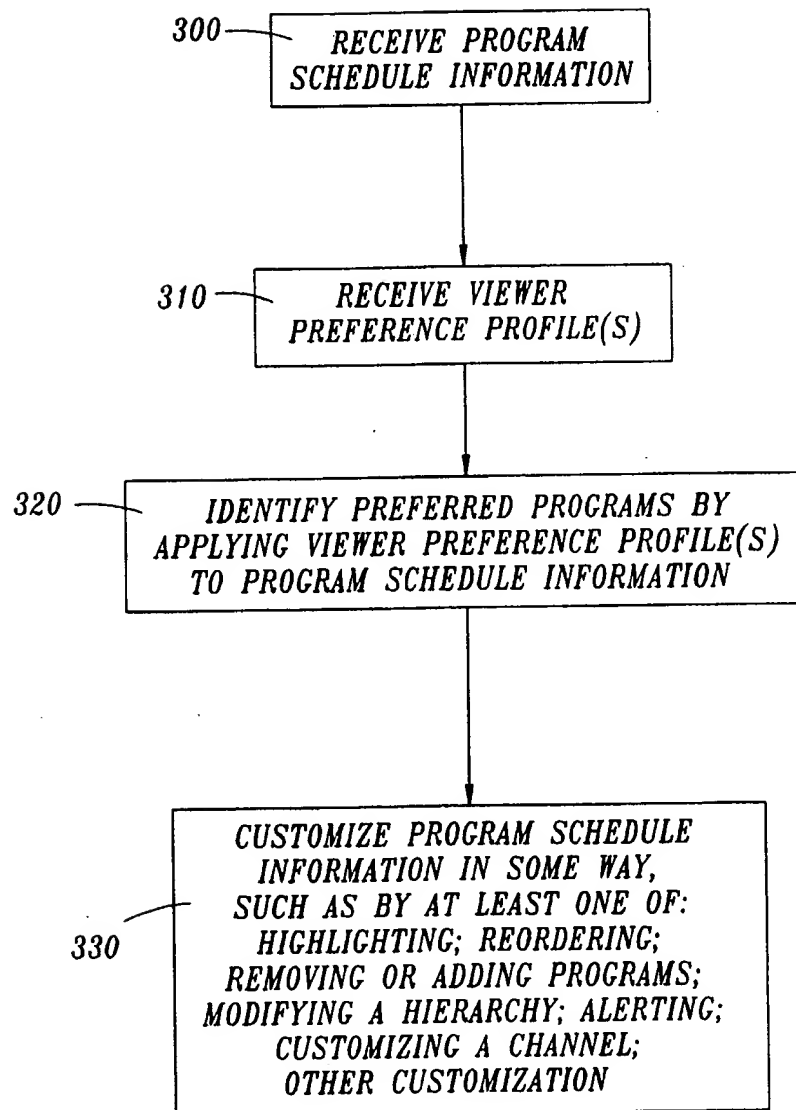 300
RECEIVE PROGRAM
SCHEDULE INFORMATION
310
RECEIVE VIEWER
PREFERENCE PROFILE(S)
320
IDENTIFY PREFERRED PROGRAMS BY
APPLYING VIEWER PREFERENCE PROFILE(S)
TO PROGRAM SCHEDULE INFORMATION
330
CUSTOMIZE PROGRAM SCHEDULE
INFORMATION IN SOME WAY,
SUCH AS BY AT LEAST ONE OF:
HIGHLIGHTING; REORDERING;
REMOVING OR ADDING PROGRAMS;
MODIFYING A HIERARCHY; ALERTING;
CUSTOMIZING A CHANNEL;
OTHER CUSTOMIZATION